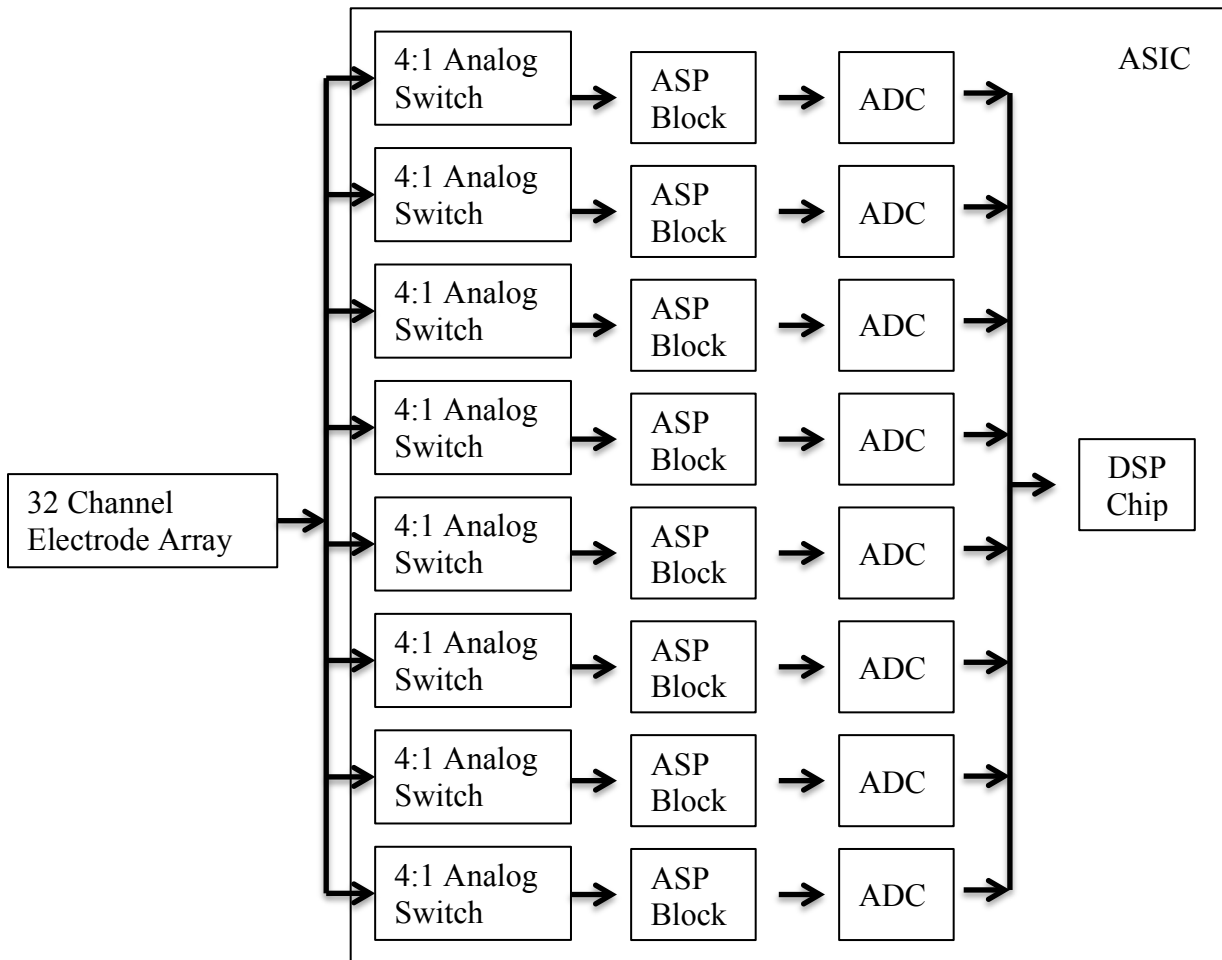 ASIC
4:1 Analog
Switch
ASP
Block
ADC
4:1 Analog
Switch
ASP
Block
ADC
4:1 Analog
Switch
ASP
Block
ADC
4:1 Analog
Switch
ASP
Block
ADC
32 Channel
Electrode Array
DSP
Chip
4:1 Analog
Switch
ASP
Block
ADC
4:1 Analog
Switch
ASP
Block
ADC
4:1 Analog
Switch
ASP
Block
ADC
4:1 Analog
Switch
ASP
Block
ADC